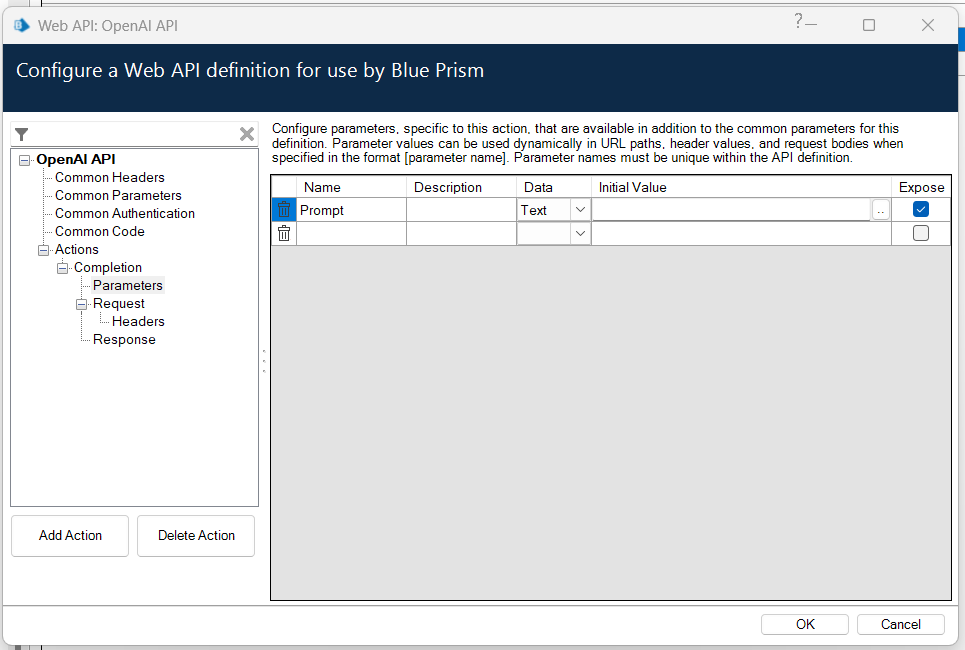 Web API: OpenAI API
?
Configure a Web API definition for use by Blue Prism
OpenAI API
Common Headers
Common Parameters
Common Authentication
Common Code
Actions
Completion
Parameters
Request
Headers
Response
Add Action
Delete Action
Configure parameters, specific to this action, that are available in addition to the common parameters for this
definition. Parameter values can be used dynamically in URL paths, header values, and request bodies when
specified in the format [parameter name]. Parameter names must be unique within the API definition.
Name Description Data Initial Value Expose
Prompt Text ..
OK Cancel